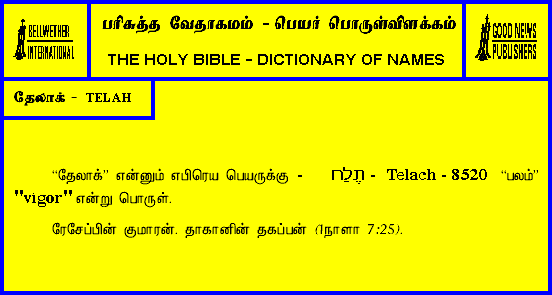 BELLWETHER
INTERNATIONAL
பரிசுத்த வேதாகமம் - பெயர் பொருள்விளக்கம்
THE HOLY BIBLE - DICTIONARY OF NAMES
GOOD NEWS
PUBLISHERS
தேலாக் - TELAH
“தேலாக்” என்னும் எபிரெய பெயருக்கு - תֶּלַח - Telach - 8520 “பலம்”
"vigor" என்று பொருள்.
ரேசேப்பின் குமாரன். தாகானின் தகப்பன் (1நாளா 7:25).